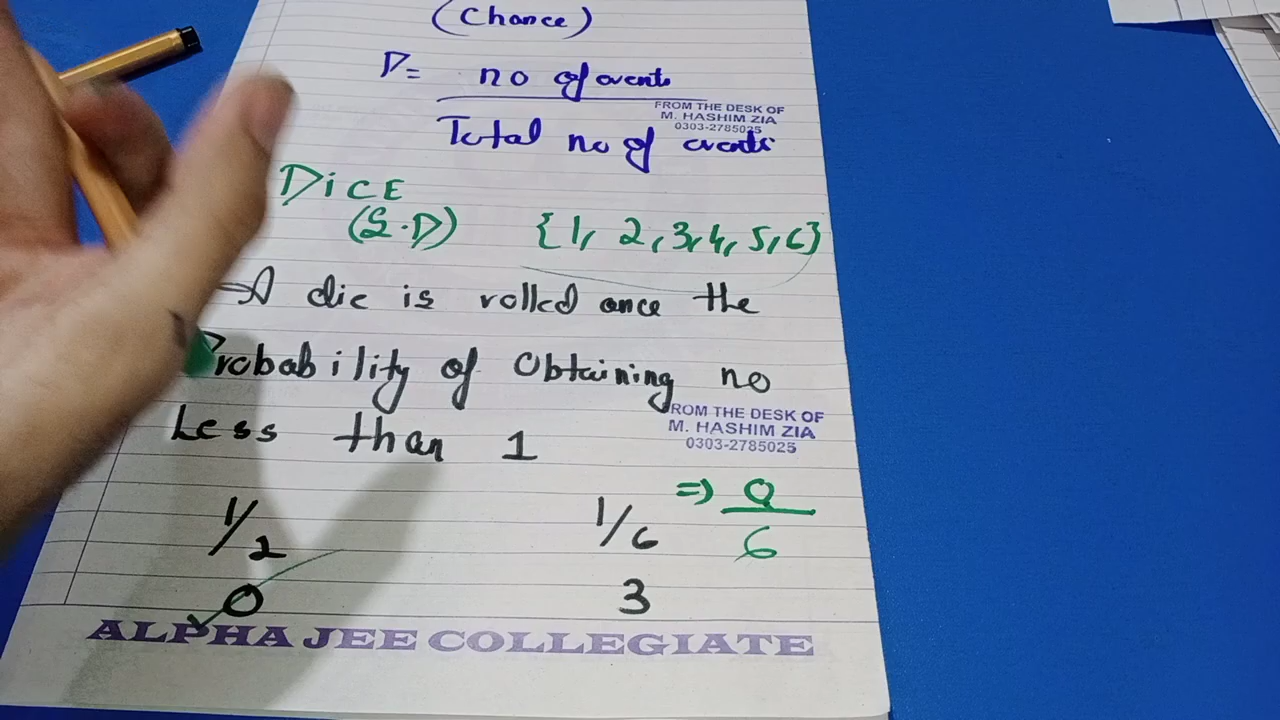 (Chance)
P= no of events
Total no of events
FROM THE DESK OF
M. HASHIM ZIA
0303-2785025
DiCE
(S.D) {1, 2, 3, 4, 5, 6}
A die is rolled once the
Probability of Obtaining no
Less than 1
ROM THE DESK OF
M. HASHIM ZIA
0303-2785025
1/2 1/6 => 0/6
0 3
ALPHA JEE COLLEGIATE